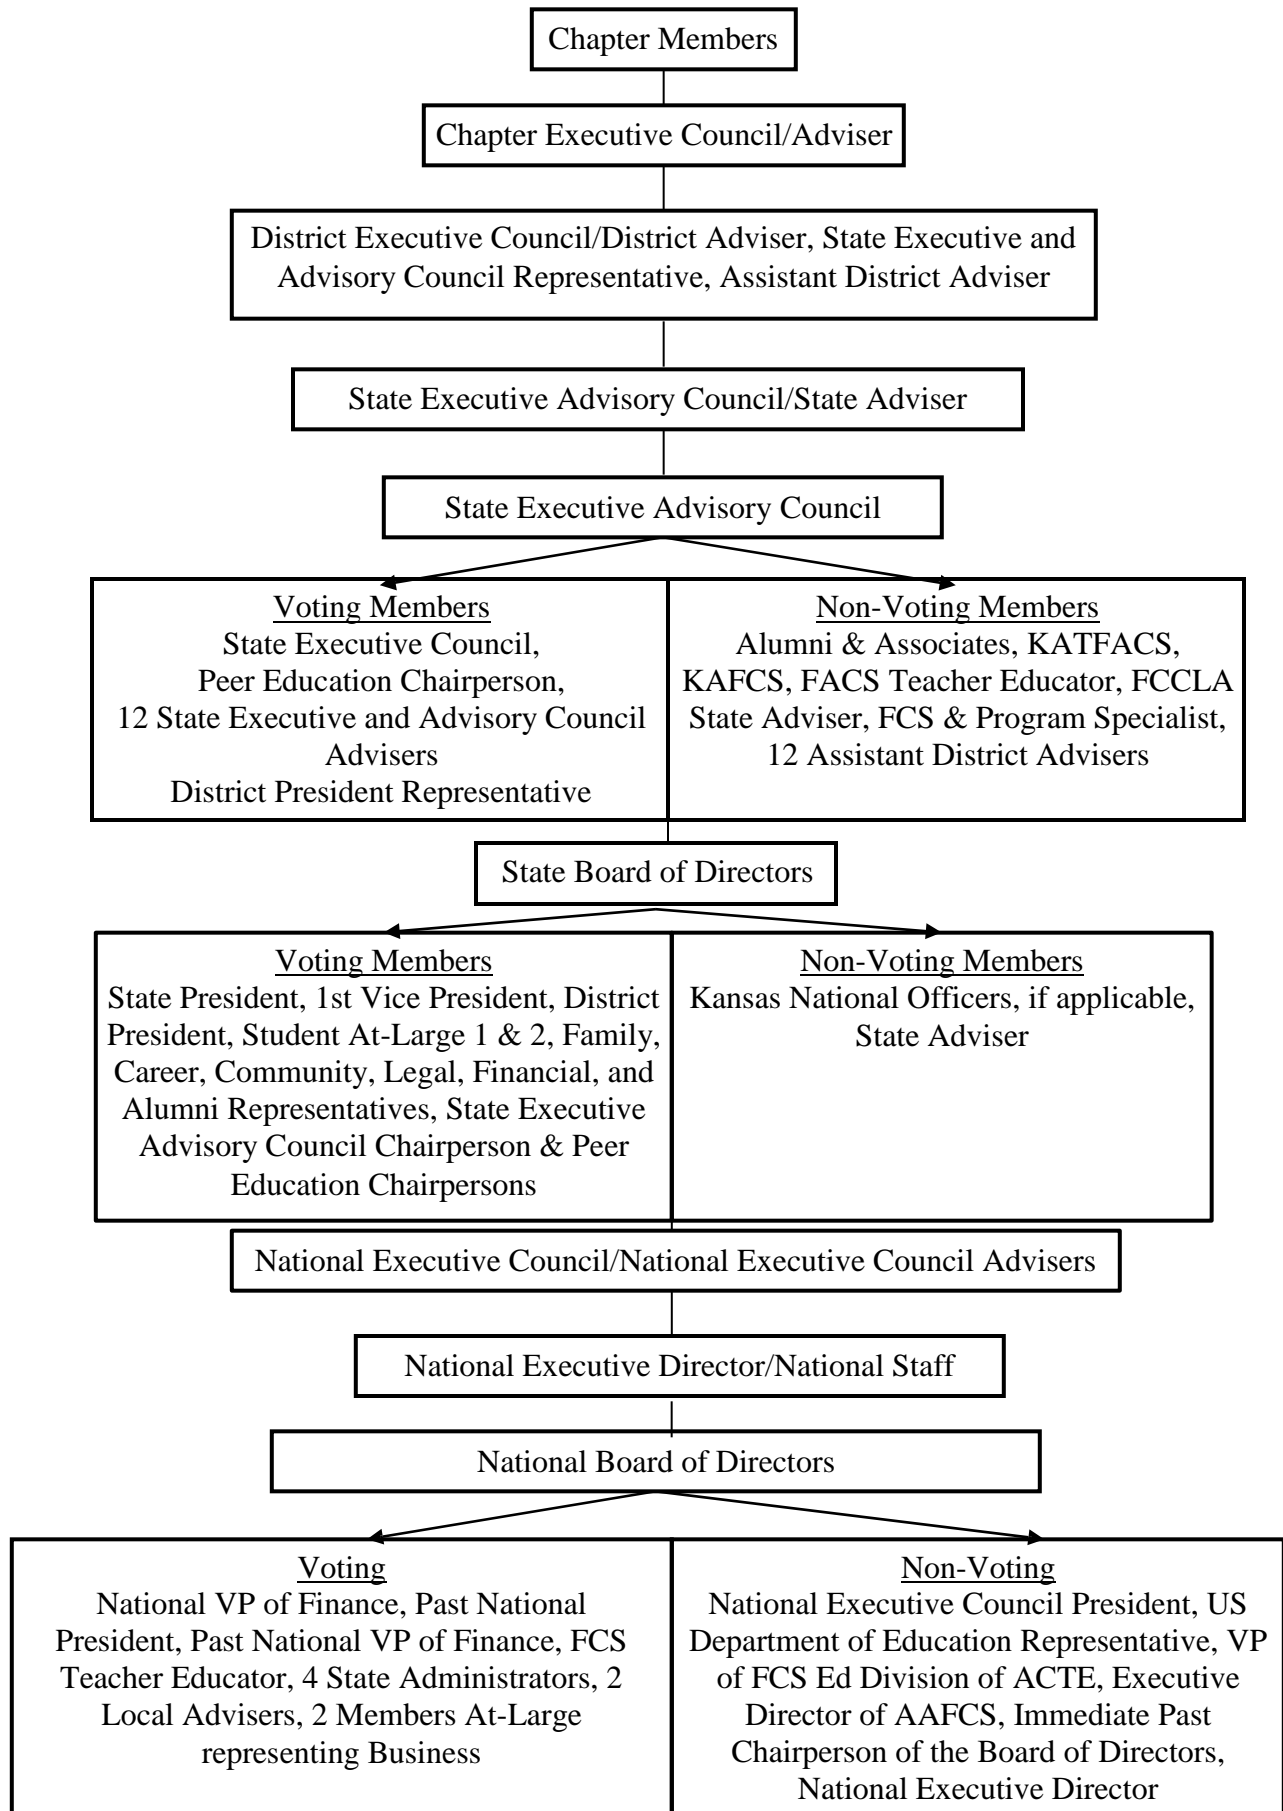 Chapter Members
Chapter Executive Council/Adviser
District Executive Council/District Adviser, State Executive and
Advisory Council Representative, Assistant District Adviser
State Executive Advisory Council/State Adviser
State Executive Advisory Council
Voting Members
State Executive Council,
Peer Education Chairperson,
12 State Executive and Advisory Council
Advisers
District President Representative
Non-Voting Members
Alumni & Associates, KATFACS,
KAFCS, FACS Teacher Educator, FCCLA
State Adviser, FCS & Program Specialist,
12 Assistant District Advisers
State Board of Directors
Voting Members
State President, 1st Vice President, District
President, Student At-Large 1 & 2, Family,
Career, Community, Legal, Financial, and
Alumni Representatives, State Executive
Advisory Council Chairperson & Peer
Education Chairpersons
Non-Voting Members
Kansas National Officers, if applicable,
State Adviser
National Executive Council/National Executive Council Advisers
National Executive Director/National Staff
National Board of Directors
Voting
National VP of Finance, Past National
President, Past National VP of Finance, FCS
Teacher Educator, 4 State Administrators, 2
Local Advisers, 2 Members At-Large
representing Business
Non-Voting
National Executive Council President, US
Department of Education Representative, VP
of FCS Ed Division of ACTE, Executive
Director of AAFCS, Immediate Past
Chairperson of the Board of Directors,
National Executive Director